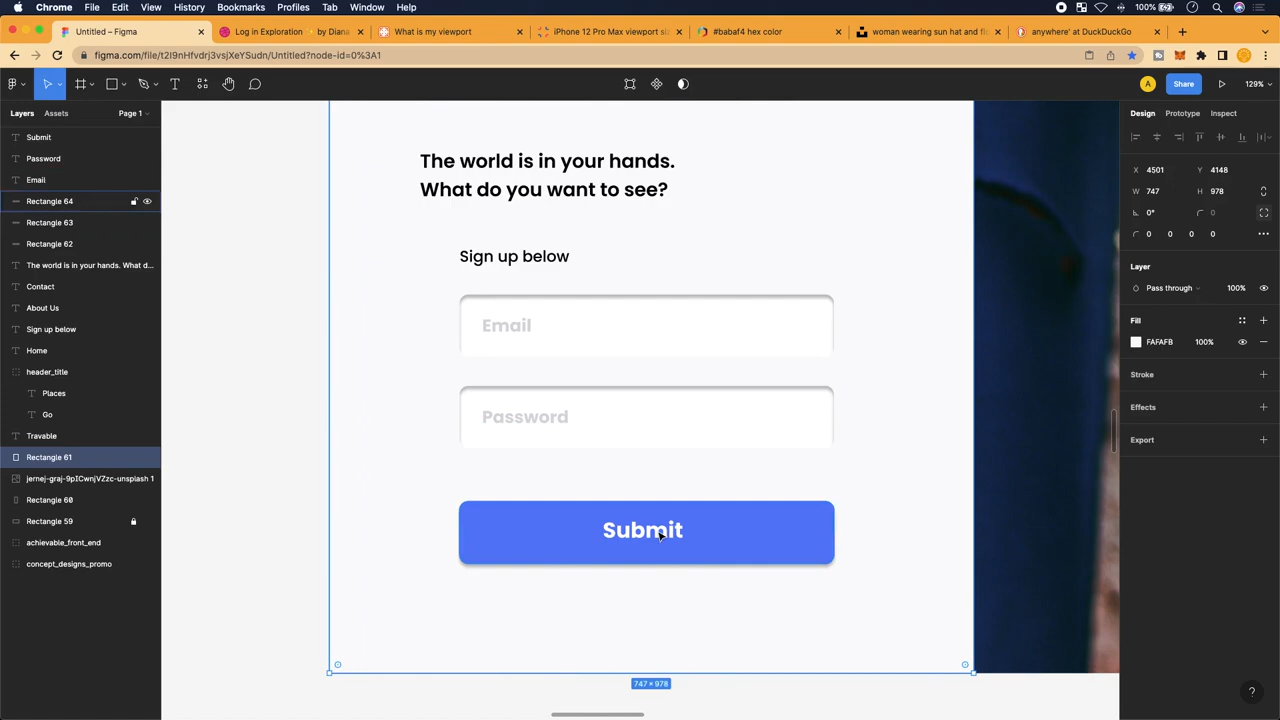 Chrome File Edit View History Bookmarks Profiles Tab Window Help 100%
Untitled – Figma Log in Exploration by Diana What is my viewport iPhone 12 Pro Max viewport si #babaf4 hex color woman wearing sun hat and fl anywhere' at DuckDuckGo
figma.com/file/t2I9nHfvdrj3vsjXeYSudn/Untitled?node-id=0%3A1
A Share 129%
Layers Assets Page 1
Design Prototype Inspect
Submit
Password
Email
Rectangle 64
Rectangle 63
Rectangle 62
The world is in your hands. What d...
Contact
About Us
Sign up below
Home
header_title
Places
Go
Travable
Rectangle 61
jernej-graj-9pICwnjVZzc-unsplash 1
Rectangle 60
Rectangle 59
achievable_front_end
concept_designs_promo
The world is in your hands.
What do you want to see?
Sign up below
Email
Password
Submit
747 × 978
X 4501 Y 4148
W 747 H 978
0° 0
0 0 0 0
Layer
Pass through 100%
Fill
FAFAFB 100%
Stroke
Effects
Export
?